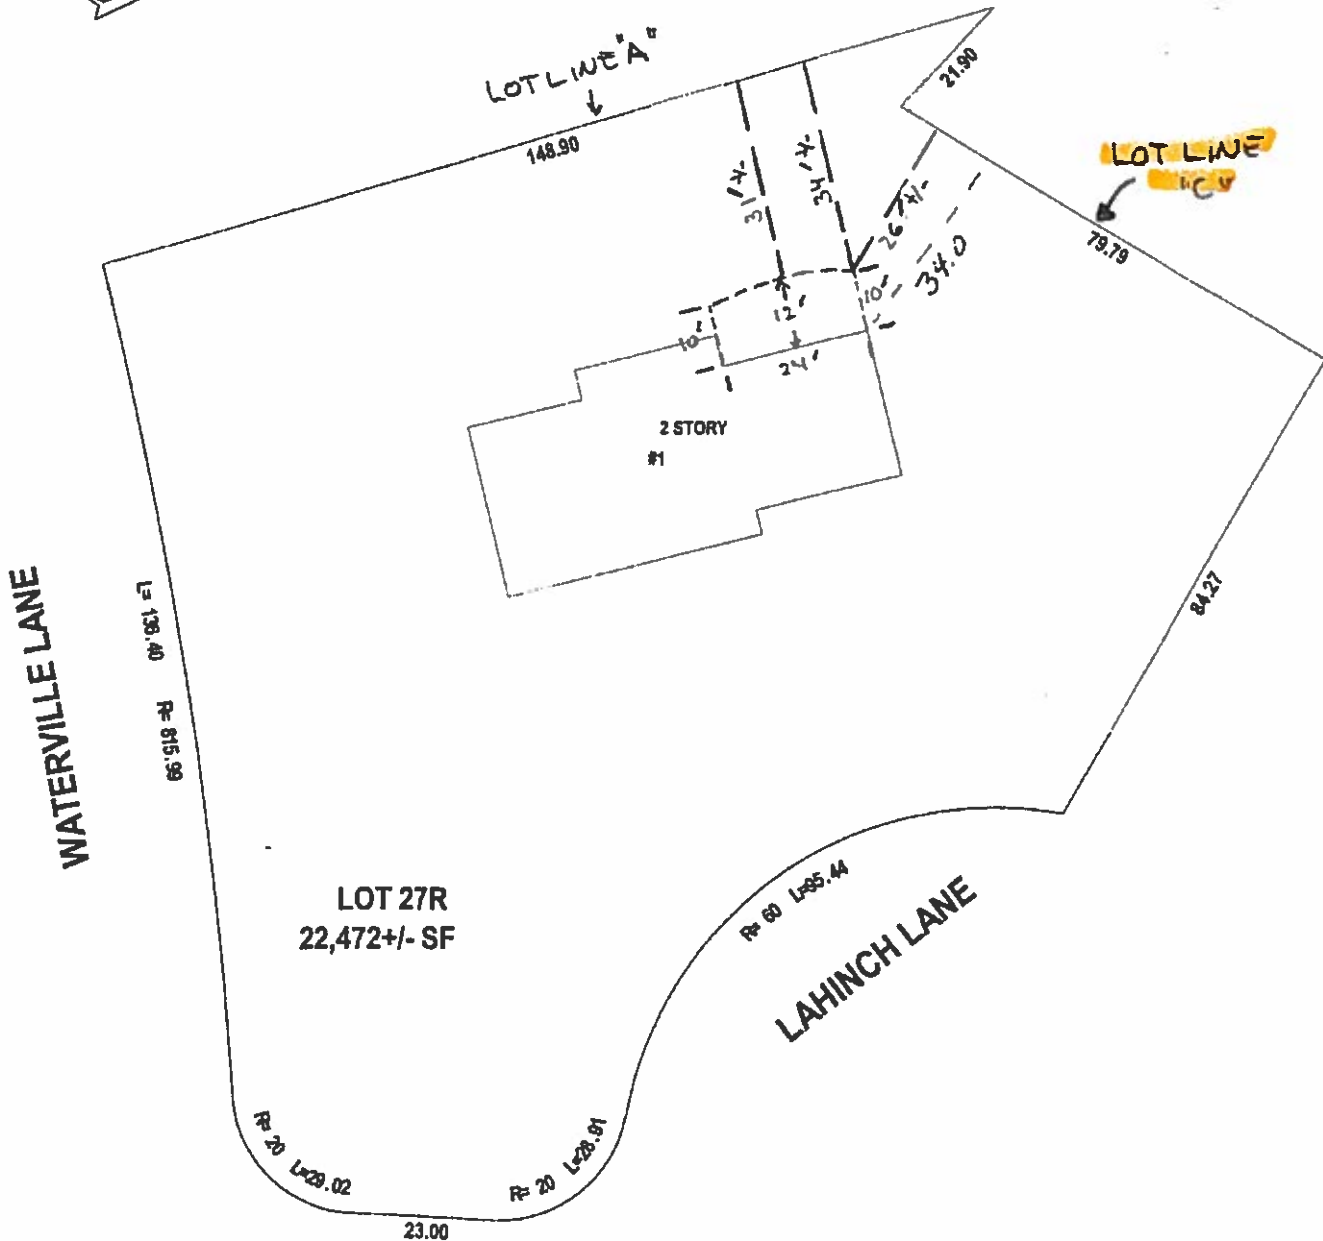 LOT LINE "A"
148.90
21.90
LOT LINE
"C"
79.79
31'+/-
34'+/-
26'+/-
34.0
10'
12'
10'
24'
2 STORY
#1
84.27
L= 136.40 R= 815.99
WATERVILLE LANE
LOT 27R
22,472+/- SF
R= 60 L=95.44
LAHINCH LANE
R= 20 L=29.02
R= 20 L=28.91
23.00